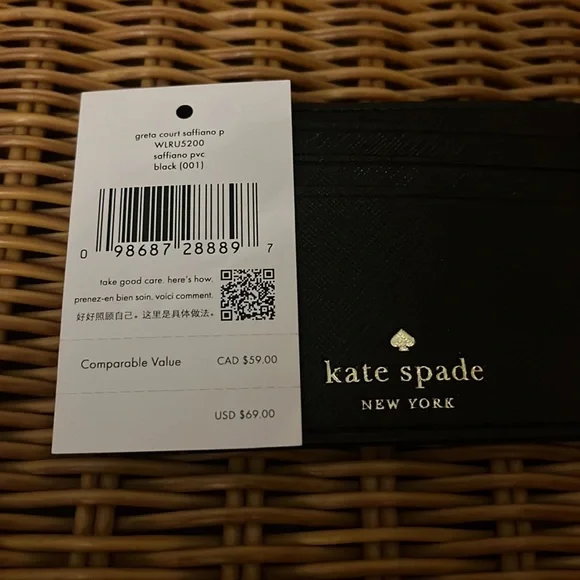 greta court saffiano p
WLRU5200
saffiano pvc
black (001)
0 98687 28889 7
take good care. here's how.
prenez-en bien soin. voici comment.
好好照顾自己。这里是具体做法。
Comparable Value CAD $59.00
USD $69.00
kate spade
NEW YORK